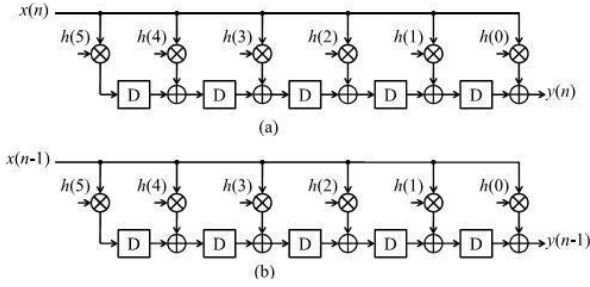 x(n)
h(5) h(4) h(3) h(2) h(1) h(0)
D D D D D y(n)
(a)
x(n-1)
h(5) h(4) h(3) h(2) h(1) h(0)
D D D D D y(n-1)
(b)